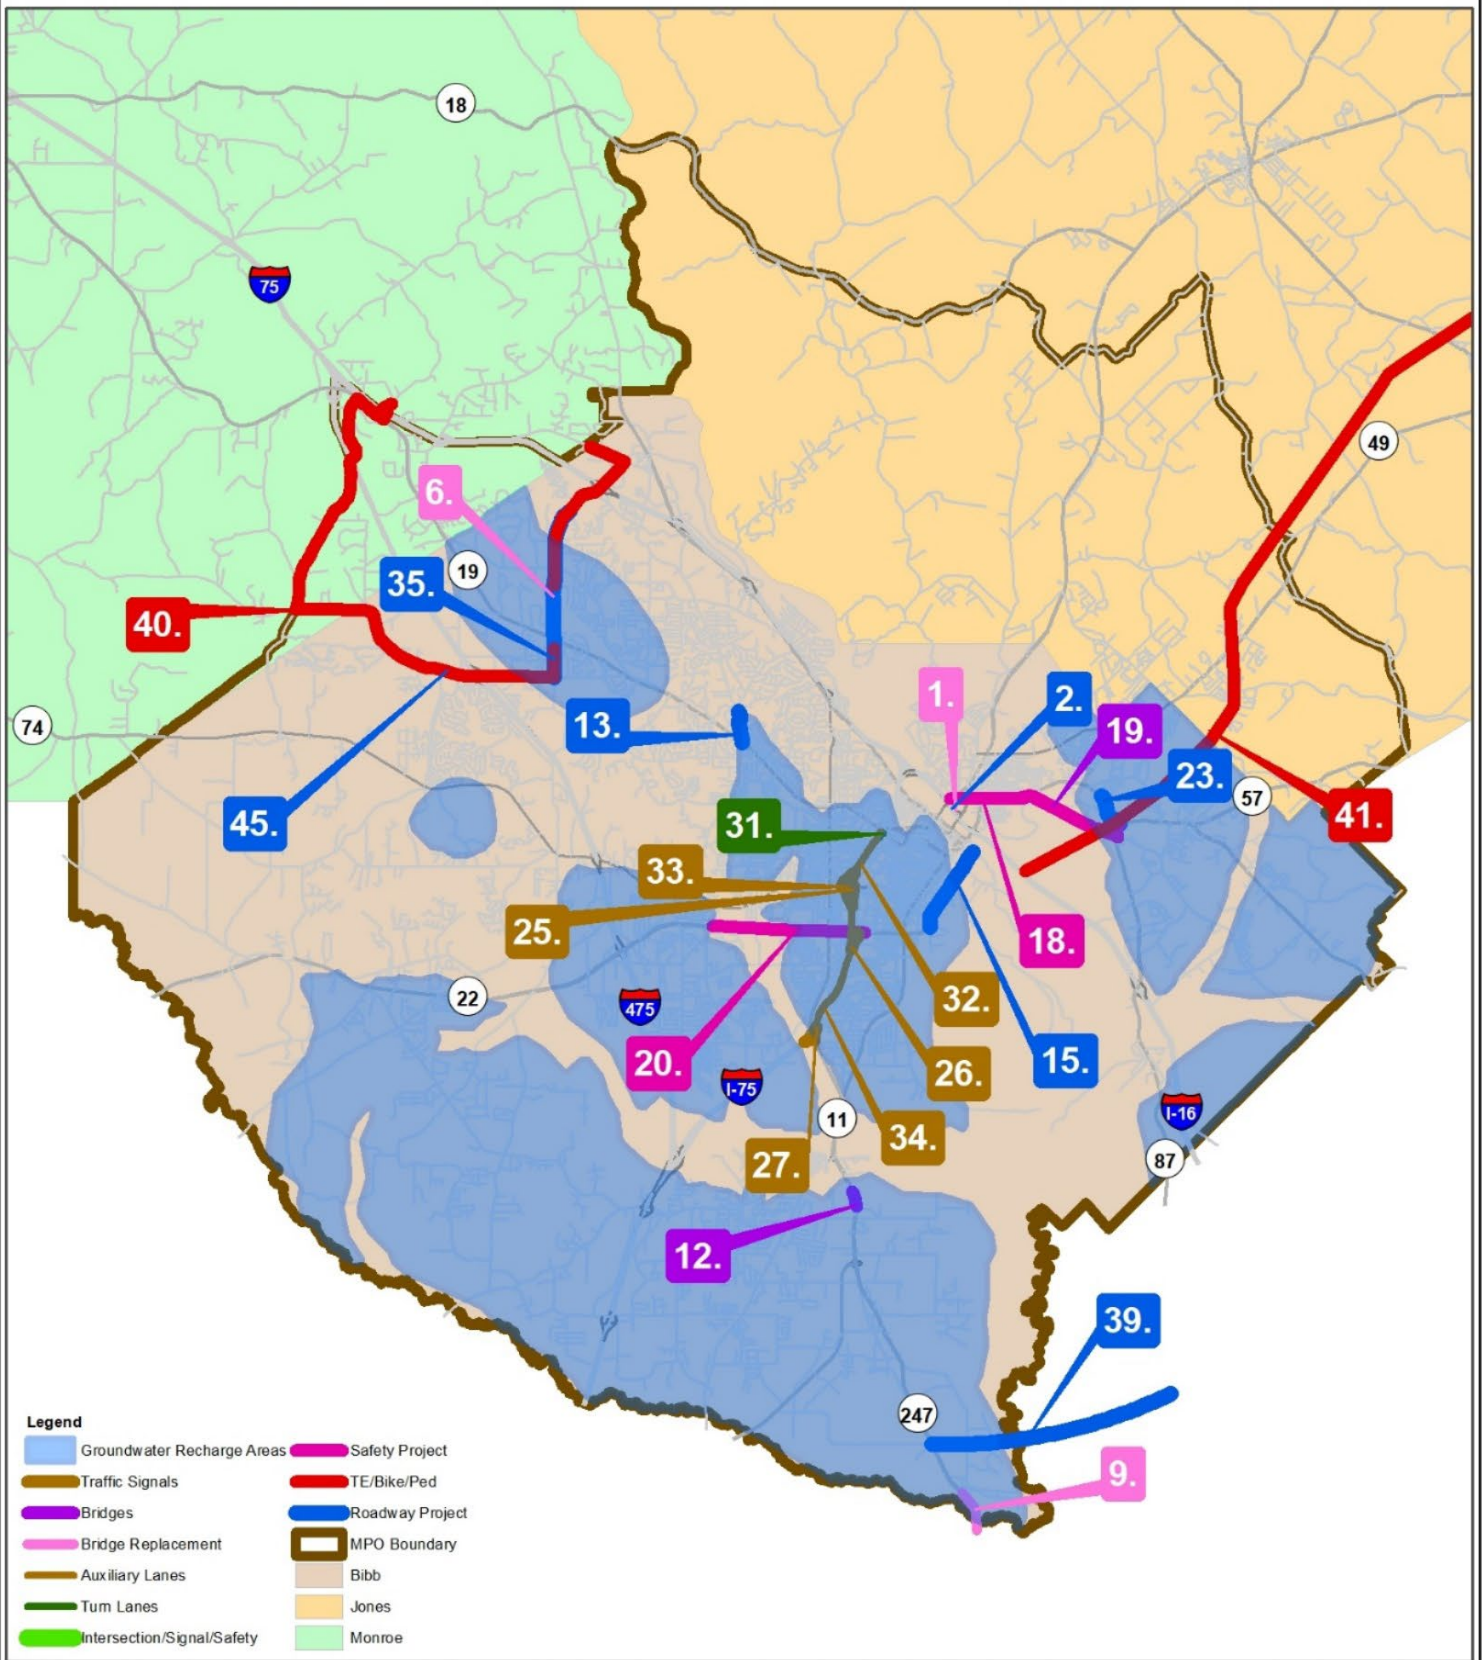 18
75
49
6.
19
35.
40.
74
13.
1.
2.
19.
23.
57
41.
45.
31.
33.
25.
18.
22
475
32.
20.
I-75
26.
15.
11
34.
27.
I-16
87
12.
39.
247
9.
Legend
Groundwater Recharge Areas
Safety Project
Traffic Signals
TE/Bike/Ped
Bridges
Roadway Project
Bridge Replacement
MPO Boundary
Auxiliary Lanes
Bibb
Turn Lanes
Jones
Intersection/Signal/Safety
Monroe